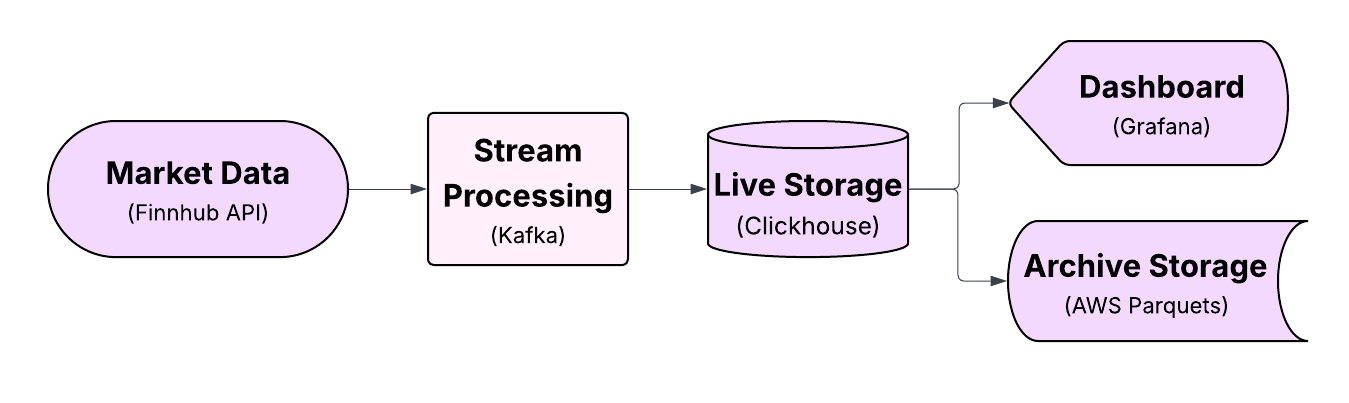 Market Data
(Finnhub API)
Stream
Processing
(Kafka)
Live Storage
(Clickhouse)
Dashboard
(Grafana)
Archive Storage
(AWS Parquets)